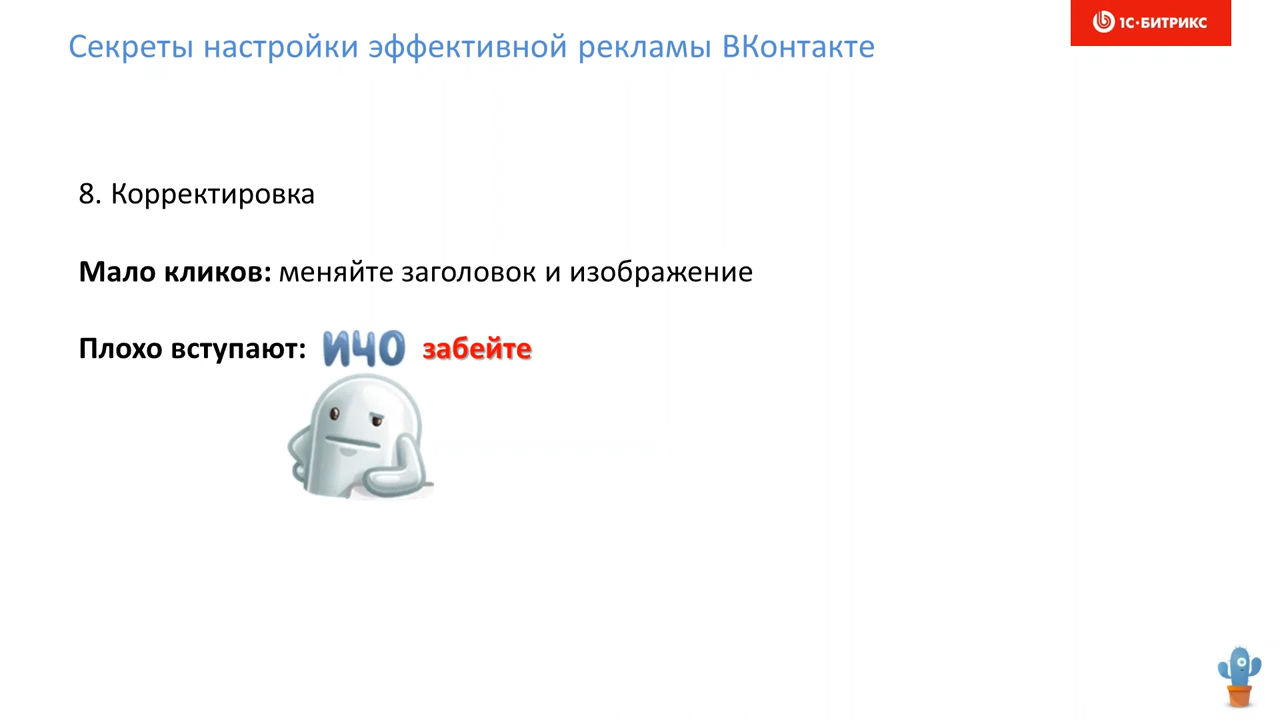 Секреты настройки эффективной рекламы ВКонтакте
1С·БИТРИКС
8. Корректировка
Мало кликов: меняйте заголовок и изображение
Плохо вступают: ИЧО забейте